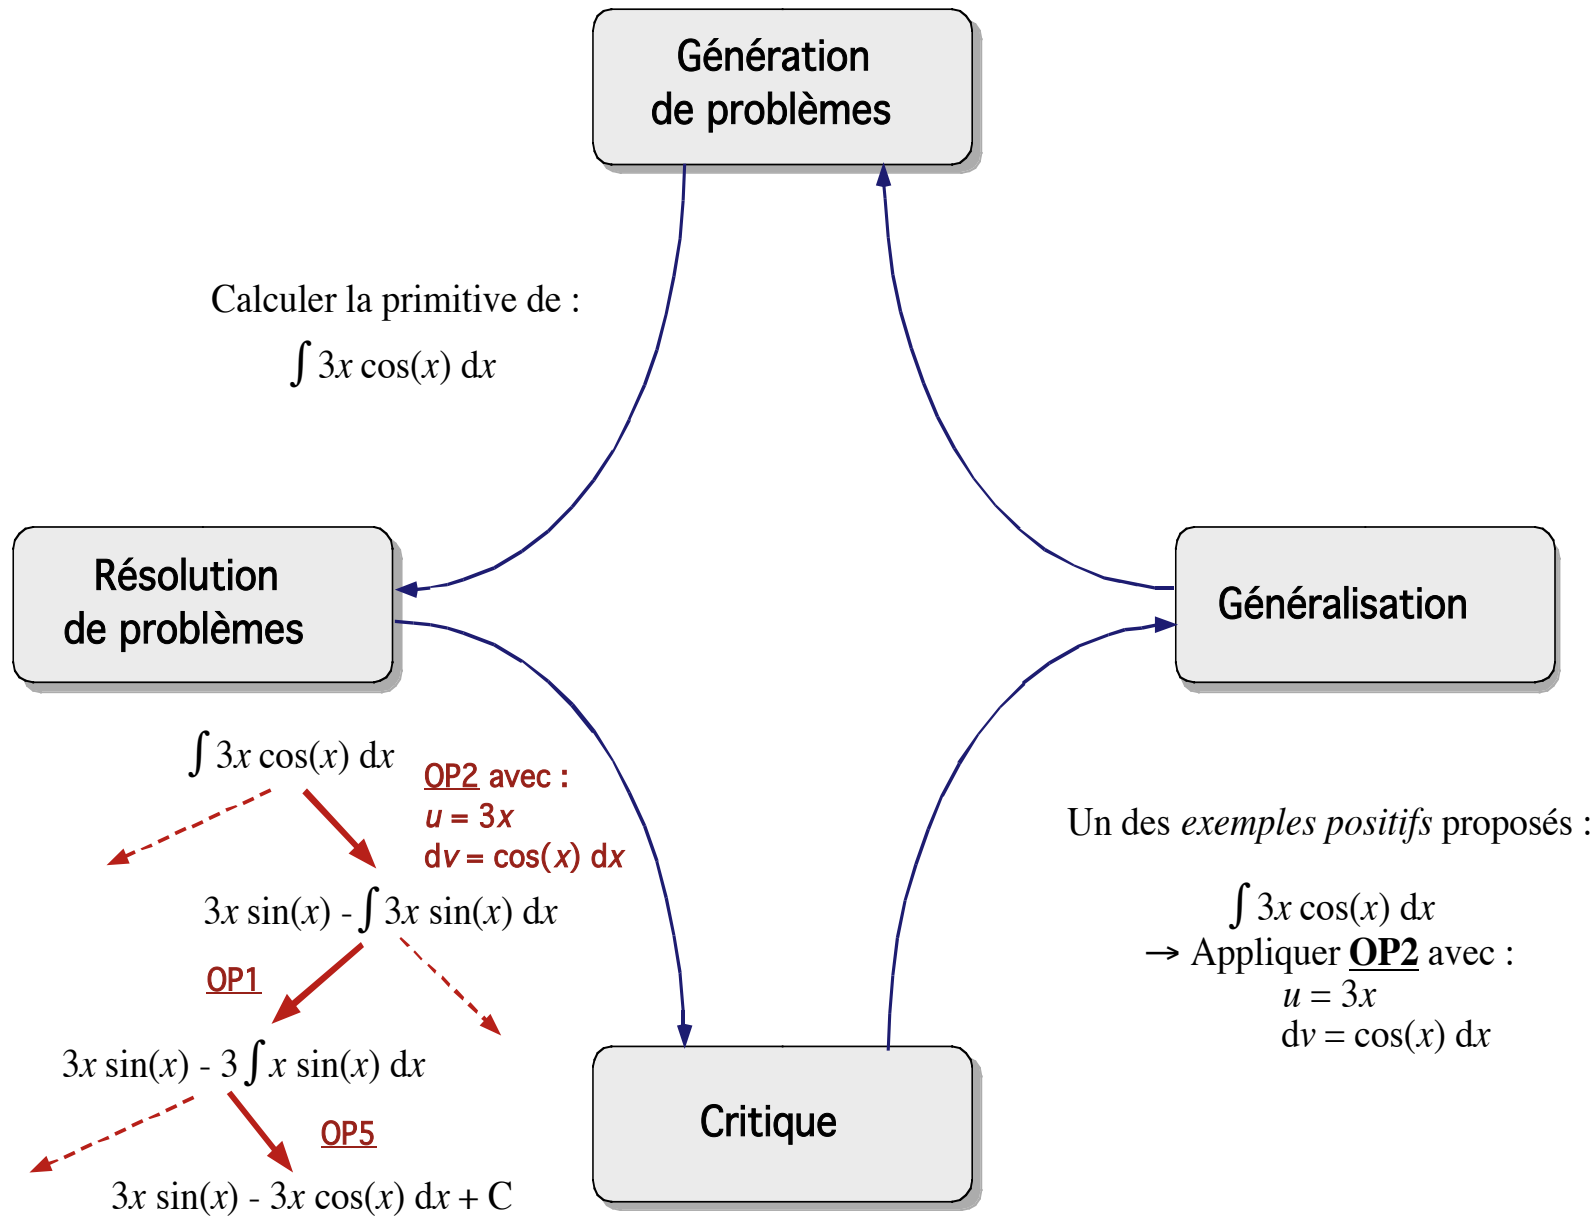 Génération
de problèmes
Calculer la primitive de :
∫ 3x cos(x) dx
Résolution
de problèmes
Généralisation
∫ 3x cos(x) dx
OP2 avec :
u = 3x
dv = cos(x) dx
3x sin(x) - ∫ 3x sin(x) dx
OP1
3x sin(x) - 3 ∫ x sin(x) dx
OP5
3x sin(x) - 3x cos(x) dx + C
Critique
Un des exemples positifs proposés :
∫ 3x cos(x) dx
→ Appliquer OP2 avec :
u = 3x
dv = cos(x) dx